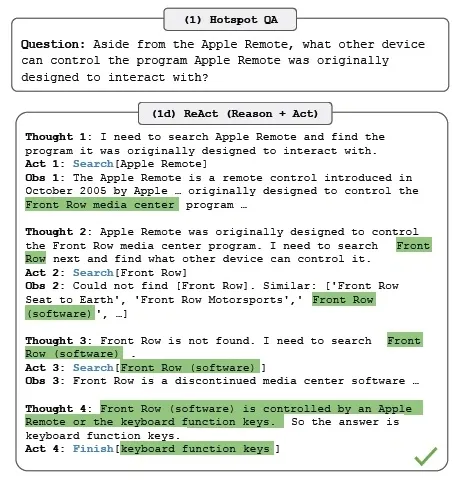 (1) Hotspot QA
Question: Aside from the Apple Remote, what other device
can control the program Apple Remote was originally
designed to interact with?
(1d) ReAct (Reason + Act)
Thought 1: I need to search Apple Remote and find the
program it was originally designed to interact with.
Act 1: Search[Apple Remote]
Obs 1: The Apple Remote is a remote control introduced in
October 2005 by Apple … originally designed to control the
Front Row media center program …
Thought 2: Apple Remote was originally designed to control
the Front Row media center program. I need to search Front
Row next and find what other device can control it.
Act 2: Search[Front Row]
Obs 2: Could not find [Front Row]. Similar: ['Front Row
Seat to Earth', 'Front Row Motorsports',' Front Row
(software)', …]
Thought 3: Front Row is not found. I need to search Front
Row (software) .
Act 3: Search[Front Row (software)]
Obs 3: Front Row is a discontinued media center software …
Thought 4: Front Row (software) is controlled by an Apple
Remote or the keyboard function keys. So the answer is
keyboard function keys.
Act 4: Finish[keyboard function keys]